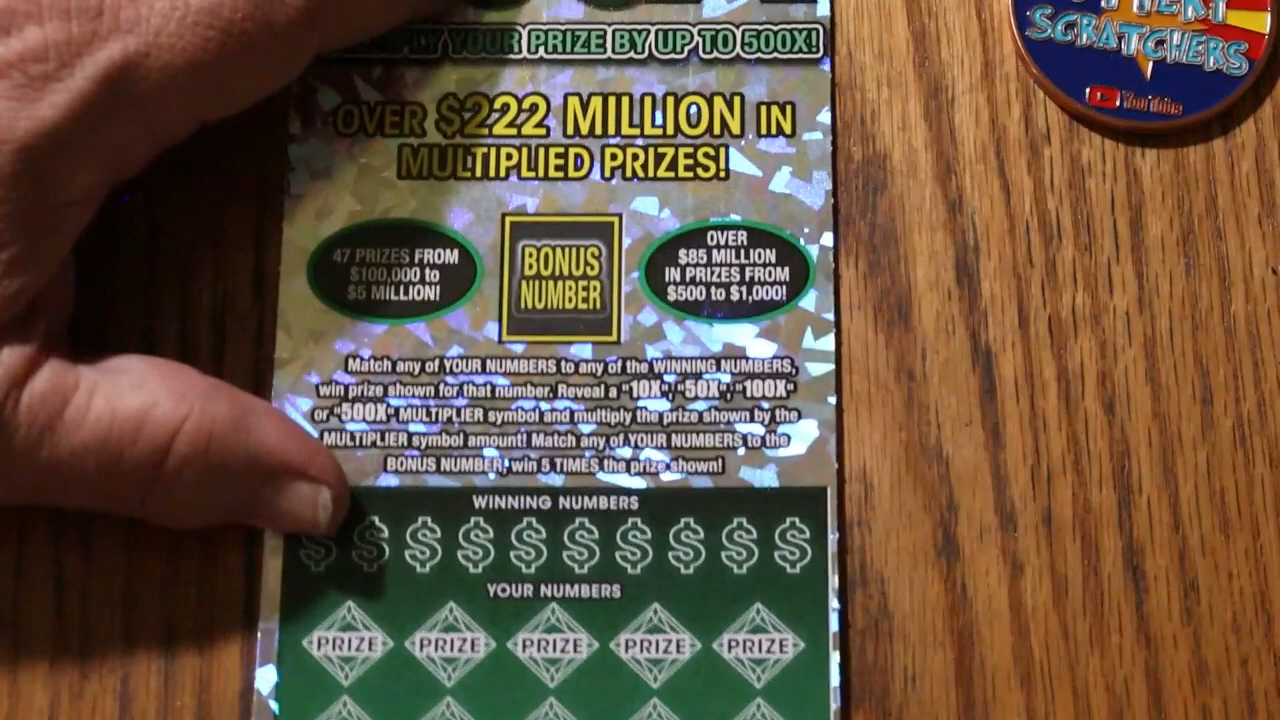 YOUR PRIZE BY UP TO 500X!
OVER $222 MILLION IN
MULTIPLIED PRIZES!
47 PRIZES FROM
$100,000 to
$5 MILLION!
BONUS
NUMBER
OVER
$85 MILLION
IN PRIZES FROM
$500 to $1,000!
Match any of YOUR NUMBERS to any of the WINNING NUMBERS,
win prize shown for that number. Reveal a "10X", "50X", "100X"
or "500X" MULTIPLIER symbol and multiply the prize shown by the
MULTIPLIER symbol amount! Match any of YOUR NUMBERS to the
BONUS NUMBER, win 5 TIMES the prize shown!
WINNING NUMBERS
$ $ $ $ $ $ $ $ $ $
YOUR NUMBERS
PRIZE PRIZE PRIZE PRIZE PRIZE
SCRATCHERS
YouTube